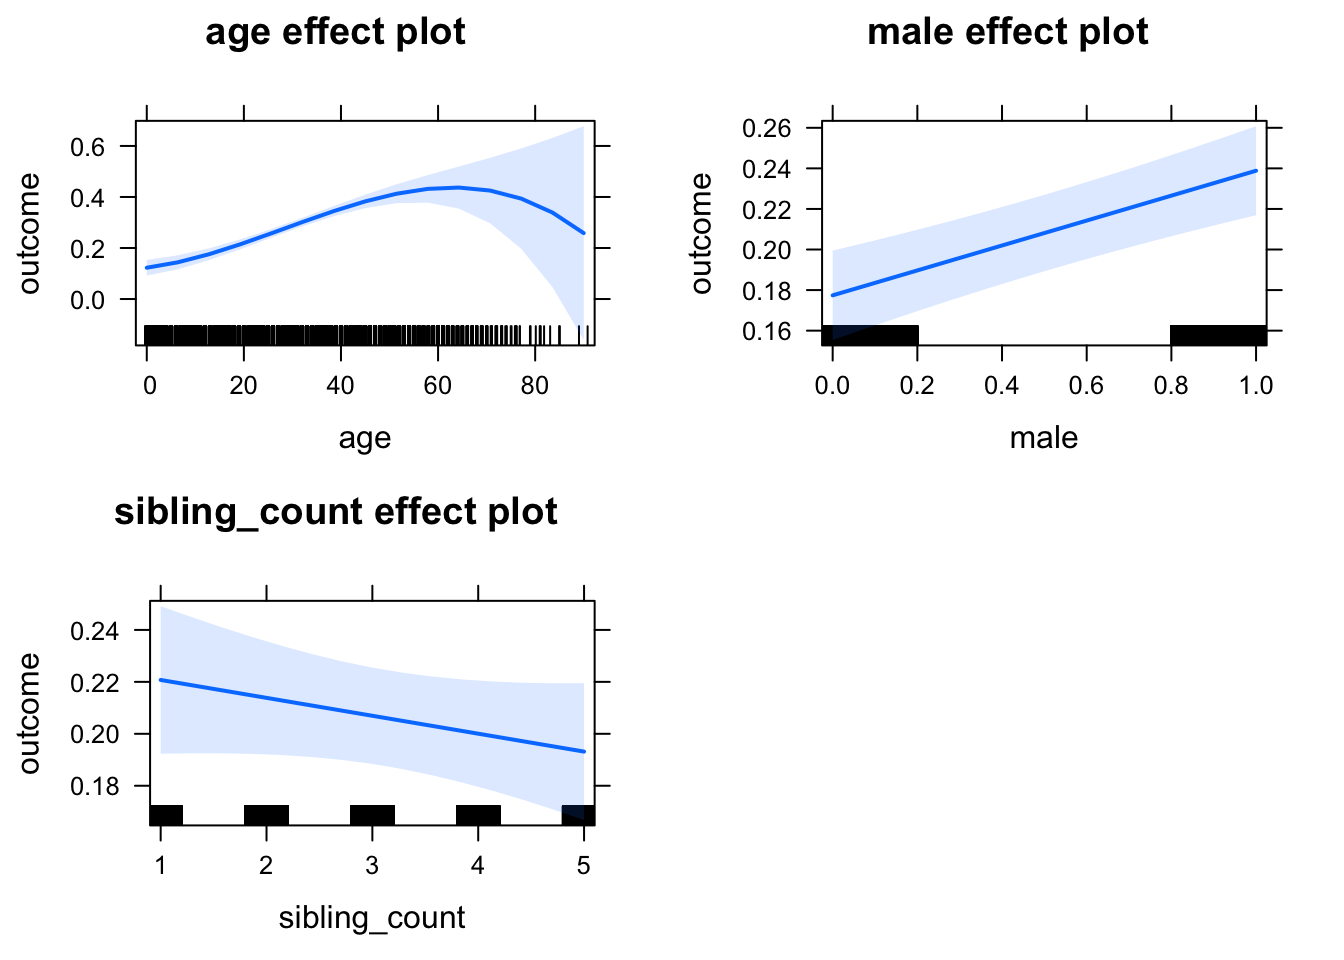 age effect plot
outcome
0.6
0.4
0.2
0.0
0 20 40 60 80
age
male effect plot
outcome
0.26
0.24
0.22
0.20
0.18
0.16
0.0 0.2 0.4 0.6 0.8 1.0
male
sibling_count effect plot
outcome
0.24
0.22
0.20
0.18
1 2 3 4 5
sibling_count